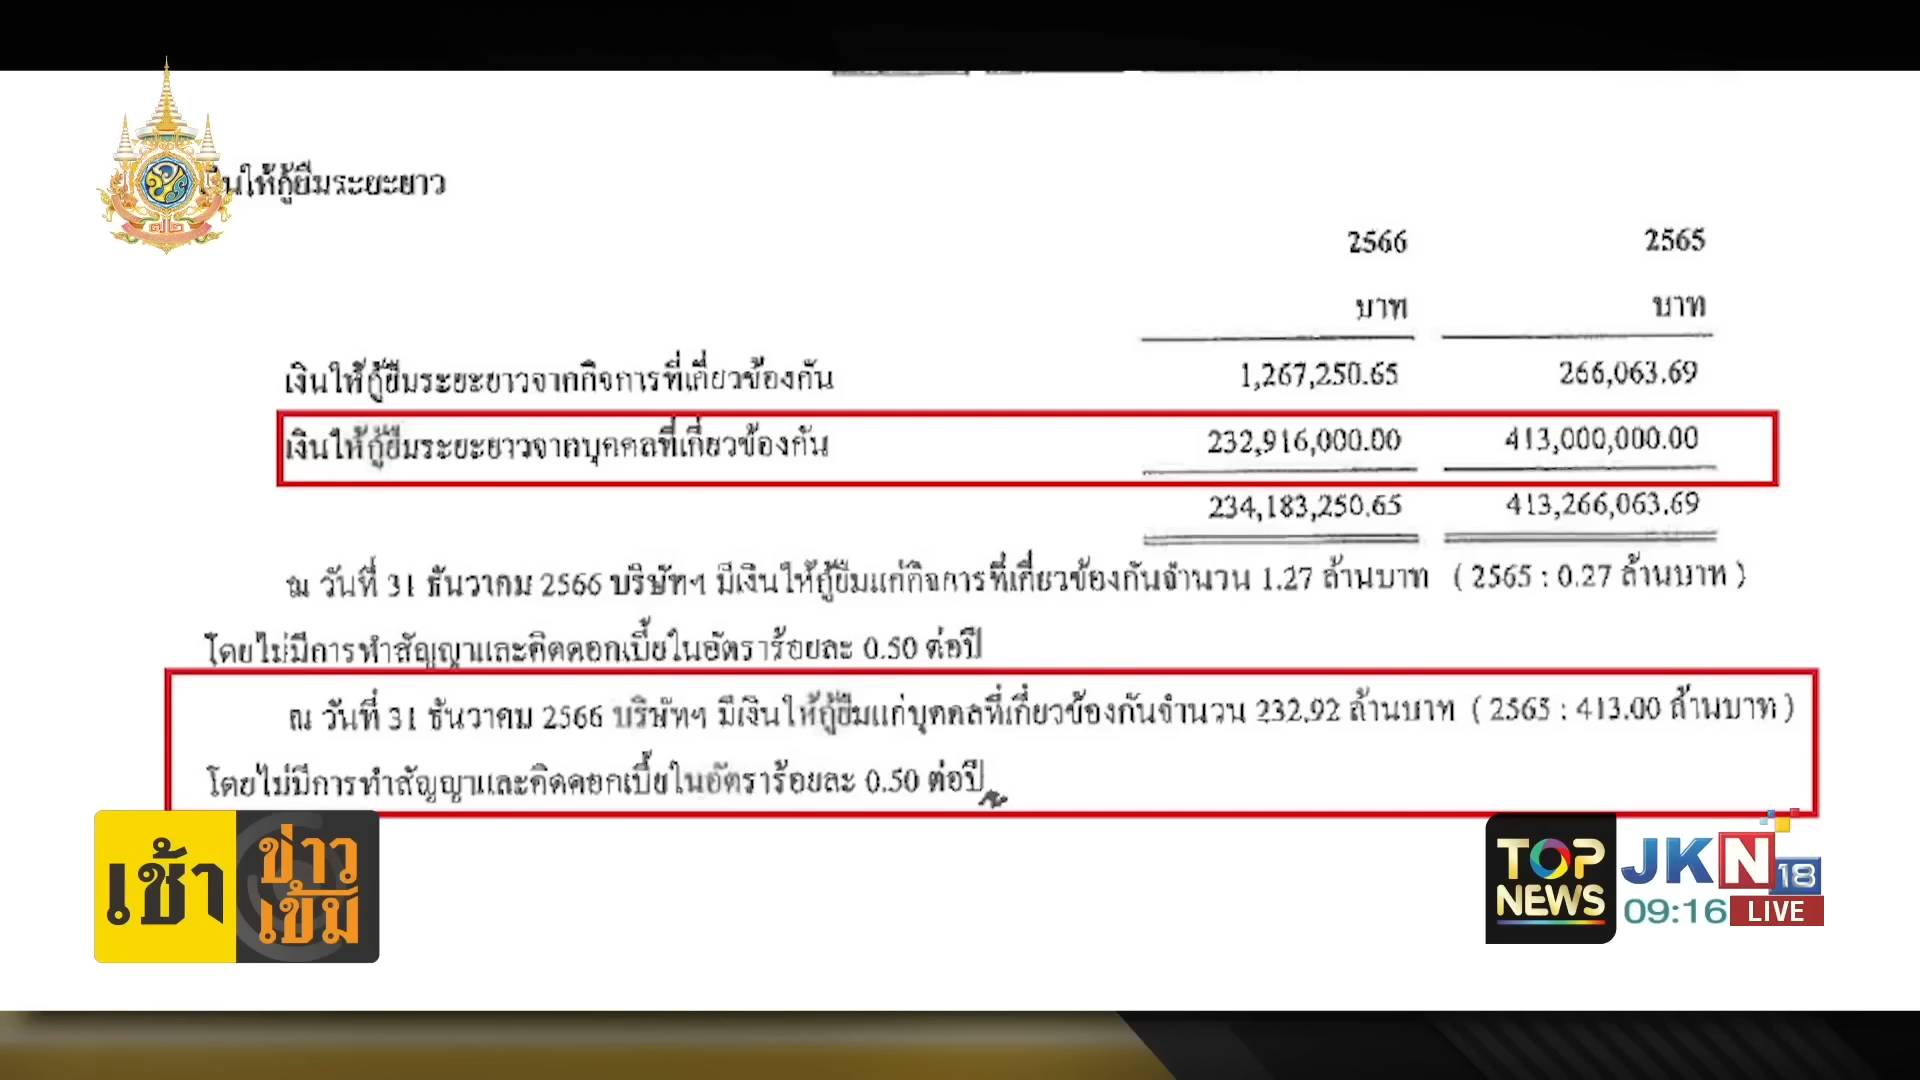 เงินให้กู้ยืมระยะยาว
2566 2565
บาท บาท
เงินให้กู้ยืมระยะยาวจากกิจการที่เกี่ยวข้องกัน 1,267,250.65 266,063.69
เงินให้กู้ยืมระยะยาวจากบุคคลที่เกี่ยวข้องกัน 232,916,000.00 413,000,000.00
234,183,250.65 413,266,063.69
ณ วันที่ 31 ธันวาคม 2566 บริษัทฯ มีเงินให้กู้ยืมแก่กิจการที่เกี่ยวข้องกันจำนวน 1.27 ล้านบาท ( 2565 : 0.27 ล้านบาท )
โดยไม่มีการทำสัญญาและคิดดอกเบี้ยในอัตราร้อยละ 0.50 ต่อปี
ณ วันที่ 31 ธันวาคม 2566 บริษัทฯ มีเงินให้กู้ยืมแก่บุคคลที่เกี่ยวข้องกันจำนวน 232.92 ล้านบาท ( 2565 : 413.00 ล้านบาท )
โดยไม่มีการทำสัญญาและคิดดอกเบี้ยในอัตราร้อยละ 0.50 ต่อปี
เช้า ข่าว เข้ม
TOP NEWS
JKN 18
09:16 LIVE